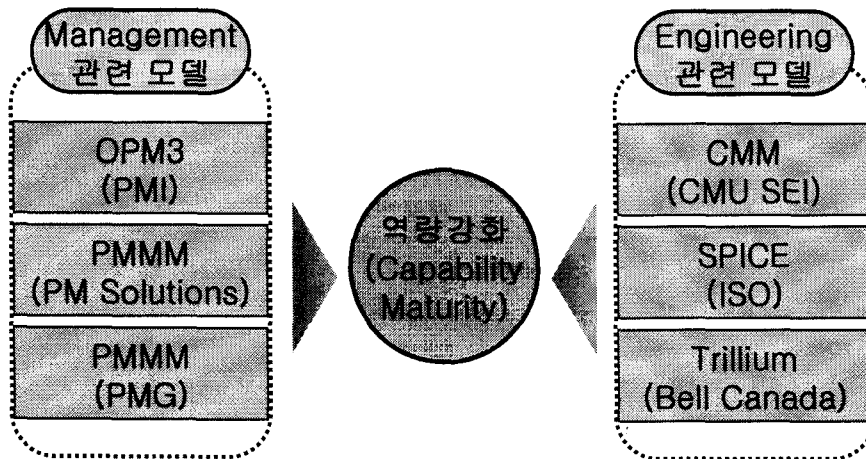 Management
관련 모델
OPM3
(PMI)
PMMM
(PM Solutions)
PMMM
(PMG)
역량강화
(Capability
Maturity)
Engineering
관련 모델
CMM
(CMU SEI)
SPICE
(ISO)
Trillium
(Bell Canada)